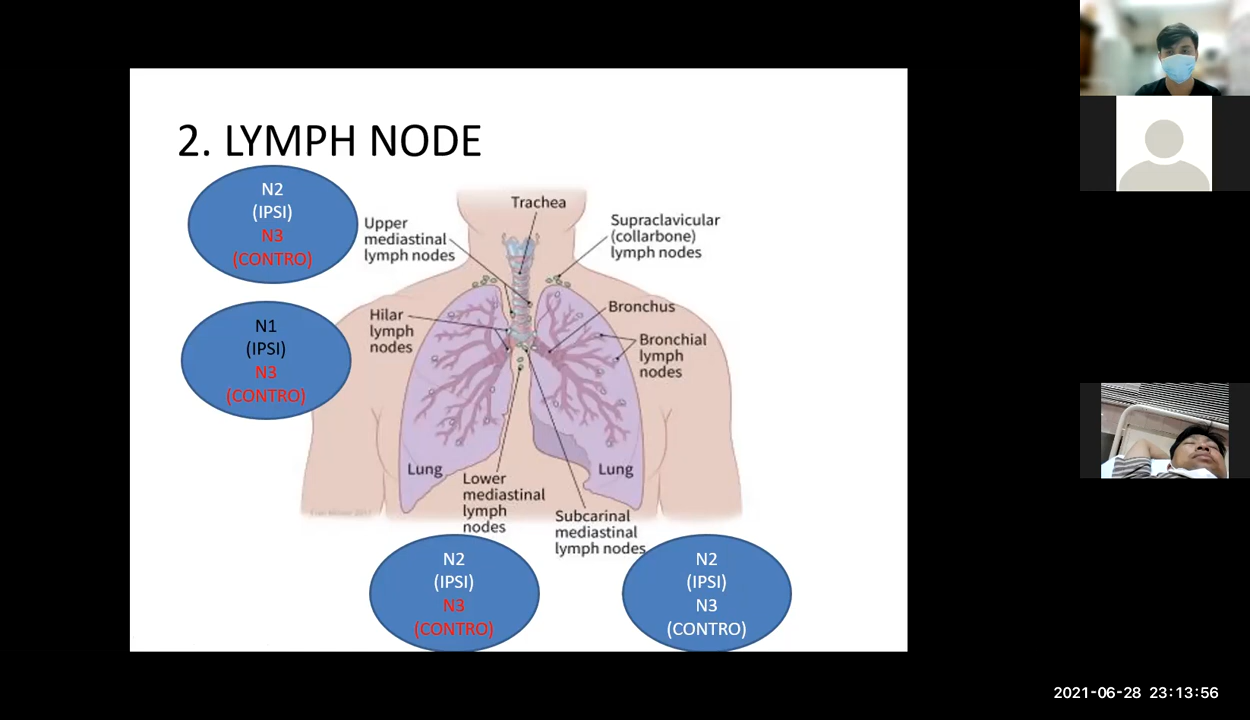 2. LYMPH NODE
N2
(IPSI)
N3
(CONTRO)
N1
(IPSI)
N3
(CONTRO)
Trachea
Upper
mediastinal
lymph nodes
Supraclavicular
(collarbone)
lymph nodes
Hilar
lymph
nodes
Bronchus
Bronchial
lymph
nodes
Lung
Lung
Lower
mediastinal
lymph
nodes
Subcarinal
mediastinal
lymph nodes
N2
(IPSI)
N3
(CONTRO)
N2
(IPSI)
N3
(CONTRO)
2021-06-28 23:13:56